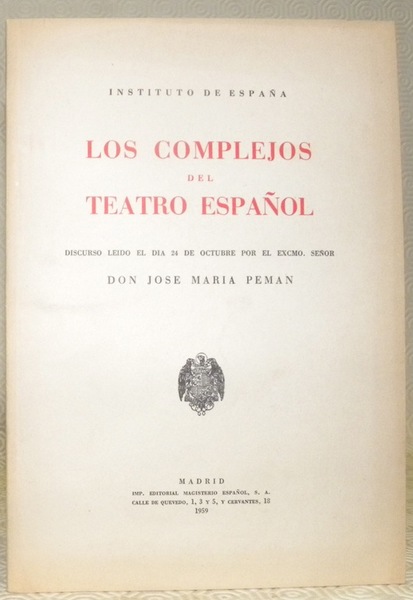 INSTITUTO DE ESPAÑA
LOS COMPLEJOS
DEL
TEATRO ESPAÑOL
DISCURSO LEIDO EL DIA 24 DE OCTUBRE POR EL EXCMO. SEÑOR
DON JOSE MARIA PEMAN
MADRID
IMP. EDITORIAL MAGISTERIO ESPAÑOL, S. A.
CALLE DE QUEVEDO, 1, 3 Y 5, Y CERVANTES, 18
1959